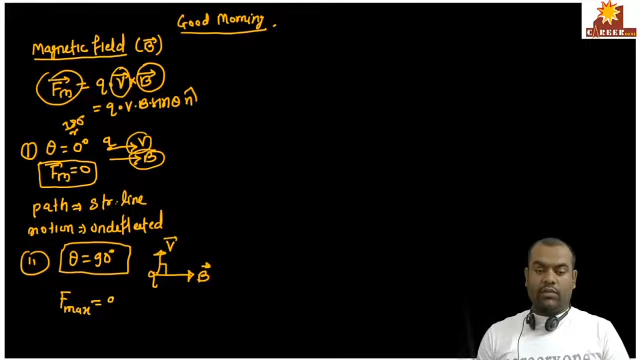 Good Morning.
Magnetic field (B⃗)
F⃗m = q·V⃗×B⃗
= q·V·B·sinθ n̂
180°
I θ = 0° q V⃗
B⃗
F⃗m = 0
path ⇒ str. line
motion ⇒ undeflected
II θ = 90° V⃗
q B⃗
Fmax =
CAREER